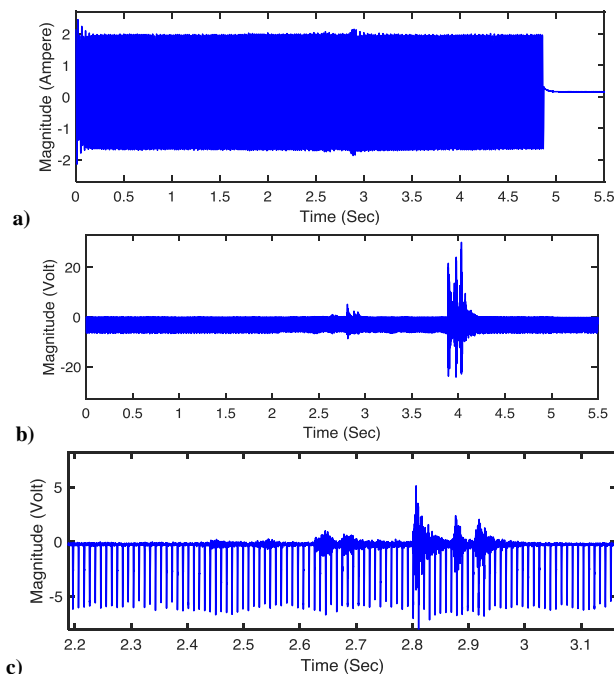 Magnitude (Ampere)
2
1
0
-1
-2
0 0.5 1 1.5 2 2.5 3 3.5 4 4.5 5 5.5
Time (Sec)
a)
Magnitude (Volt)
20
0
-20
0 0.5 1 1.5 2 2.5 3 3.5 4 4.5 5 5.5
Time (Sec)
b)
Magnitude (Volt)
5
0
-5
2.2 2.3 2.4 2.5 2.6 2.7 2.8 2.9 3 3.1
Time (Sec)
c)